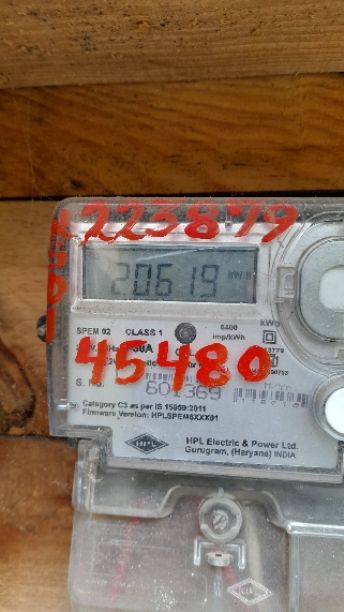 223879
20619 kWh
SPEM 02 CLASS 1 6400 imp/kWh kWh
45480
S. No. 601369
Category C3 as per IS 15959:2011
Firmware Version: HPLSPEM6XXX01
HPL
HPL Electric & Power Ltd.
Gurugram, (Haryana) INDIA